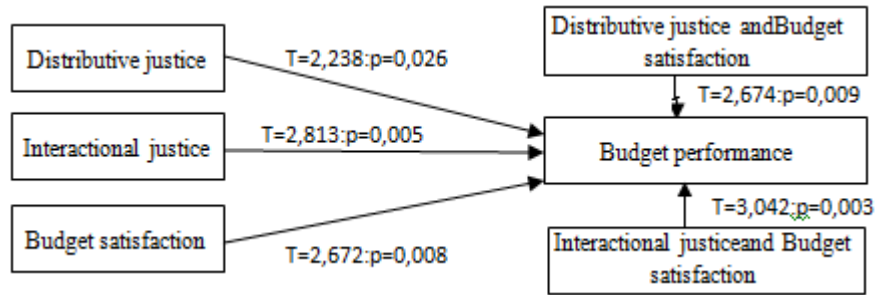 Distributive justice
Interactional justice
Budget satisfaction
T=2,238:p=0,026
T=2,813:p=0,005
T=2,672:p=0,008
Distributive justice andBudget
satisfaction
T=2,674:p=0,009
Budget performance
T=3,042:p=0,003
Interactional justiceand Budget
satisfaction